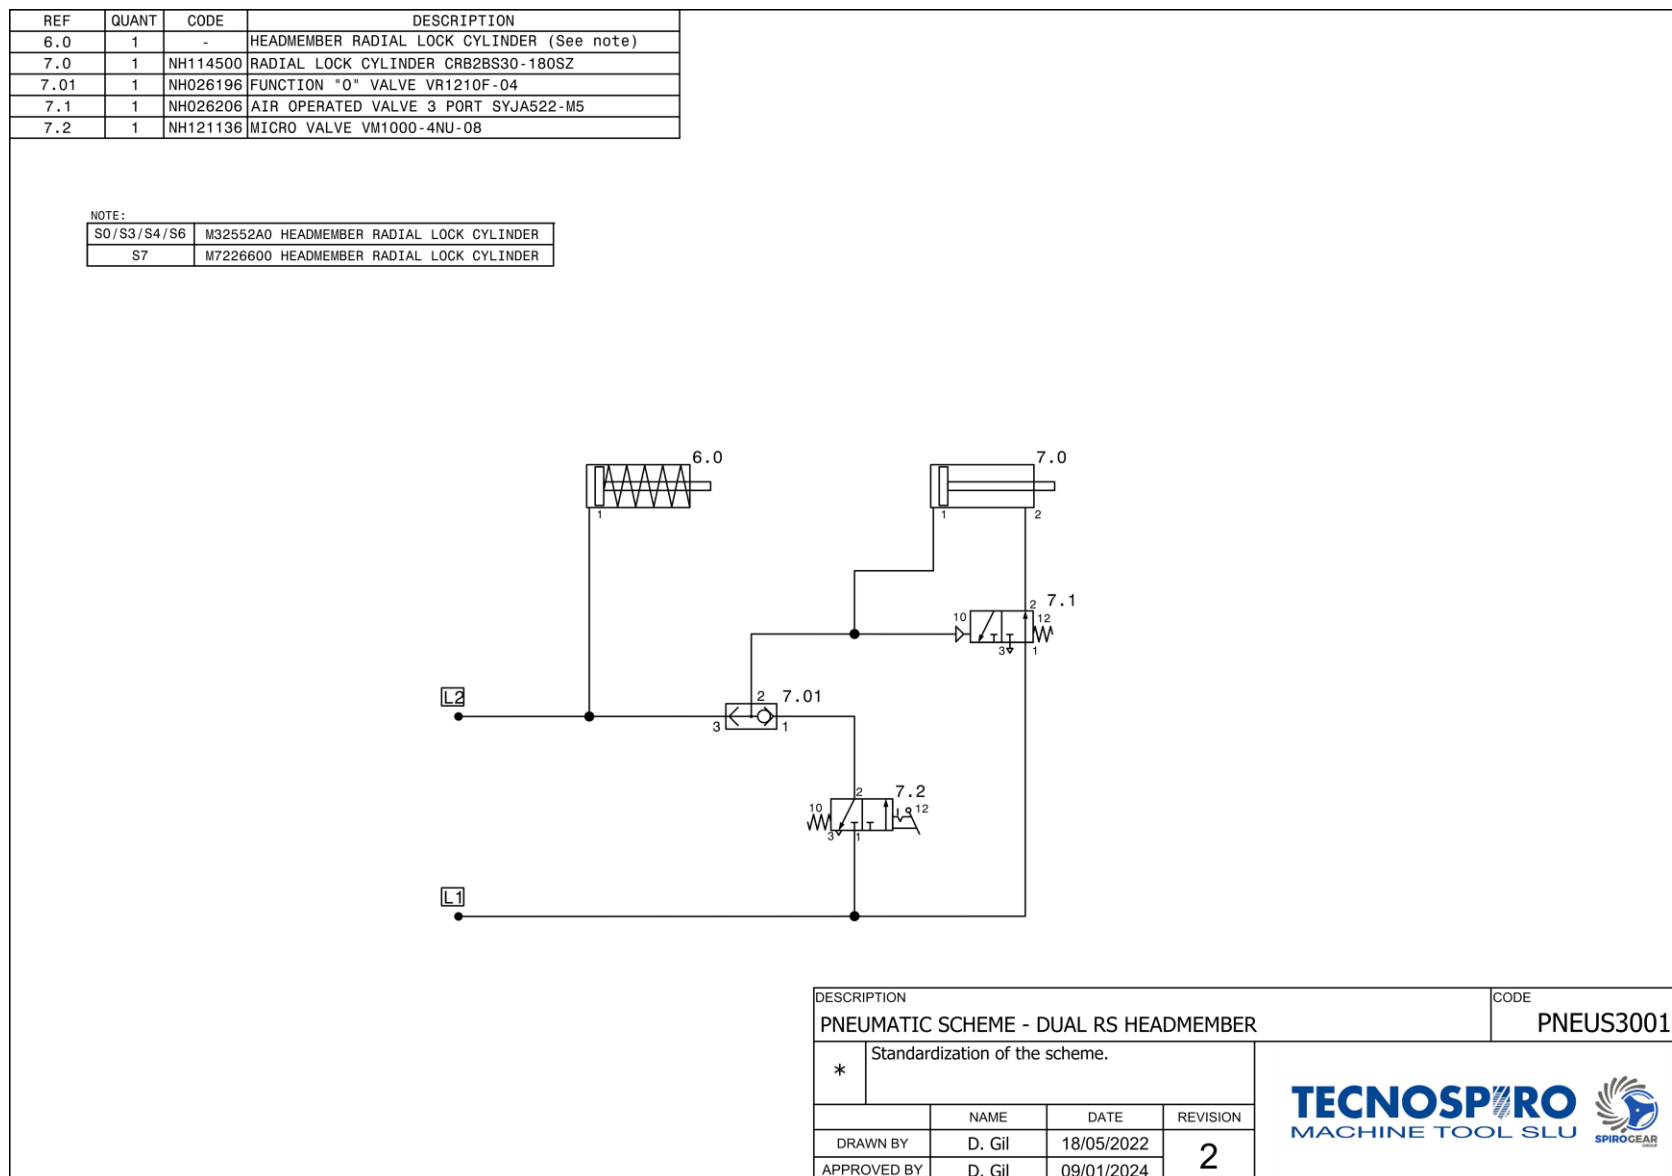 REF QUANT CODE DESCRIPTION
6.0 1 - HEADMEMBER RADIAL LOCK CYLINDER (See note)
7.0 1 NH114500 RADIAL LOCK CYLINDER CRB2BS30-180SZ
7.01 1 NH026196 FUNCTION "O" VALVE VR1210F-04
7.1 1 NH026206 AIR OPERATED VALVE 3 PORT SYJA522-M5
7.2 1 NH121136 MICRO VALVE VM1000-4NU-08
NOTE:
S0/S3/S4/S6 M32552A0 HEADMEMBER RADIAL LOCK CYLINDER
S7 M7226600 HEADMEMBER RADIAL LOCK CYLINDER
6.0 7.0
1 1 2
2 7.1
10 12
3 1
L2 2 7.01
3 1
2 7.2
10 12
3 1
L1
DESCRIPTION CODE
PNEUMATIC SCHEME - DUAL RS HEADMEMBER PNEUS3001
* Standardization of the scheme.
NAME DATE REVISION
DRAWN BY D. Gil 18/05/2022 2
APPROVED BY D. Gil 09/01/2024
TECNOSPIRO
MACHINE TOOL SLU
SPIROGEAR
GROUP